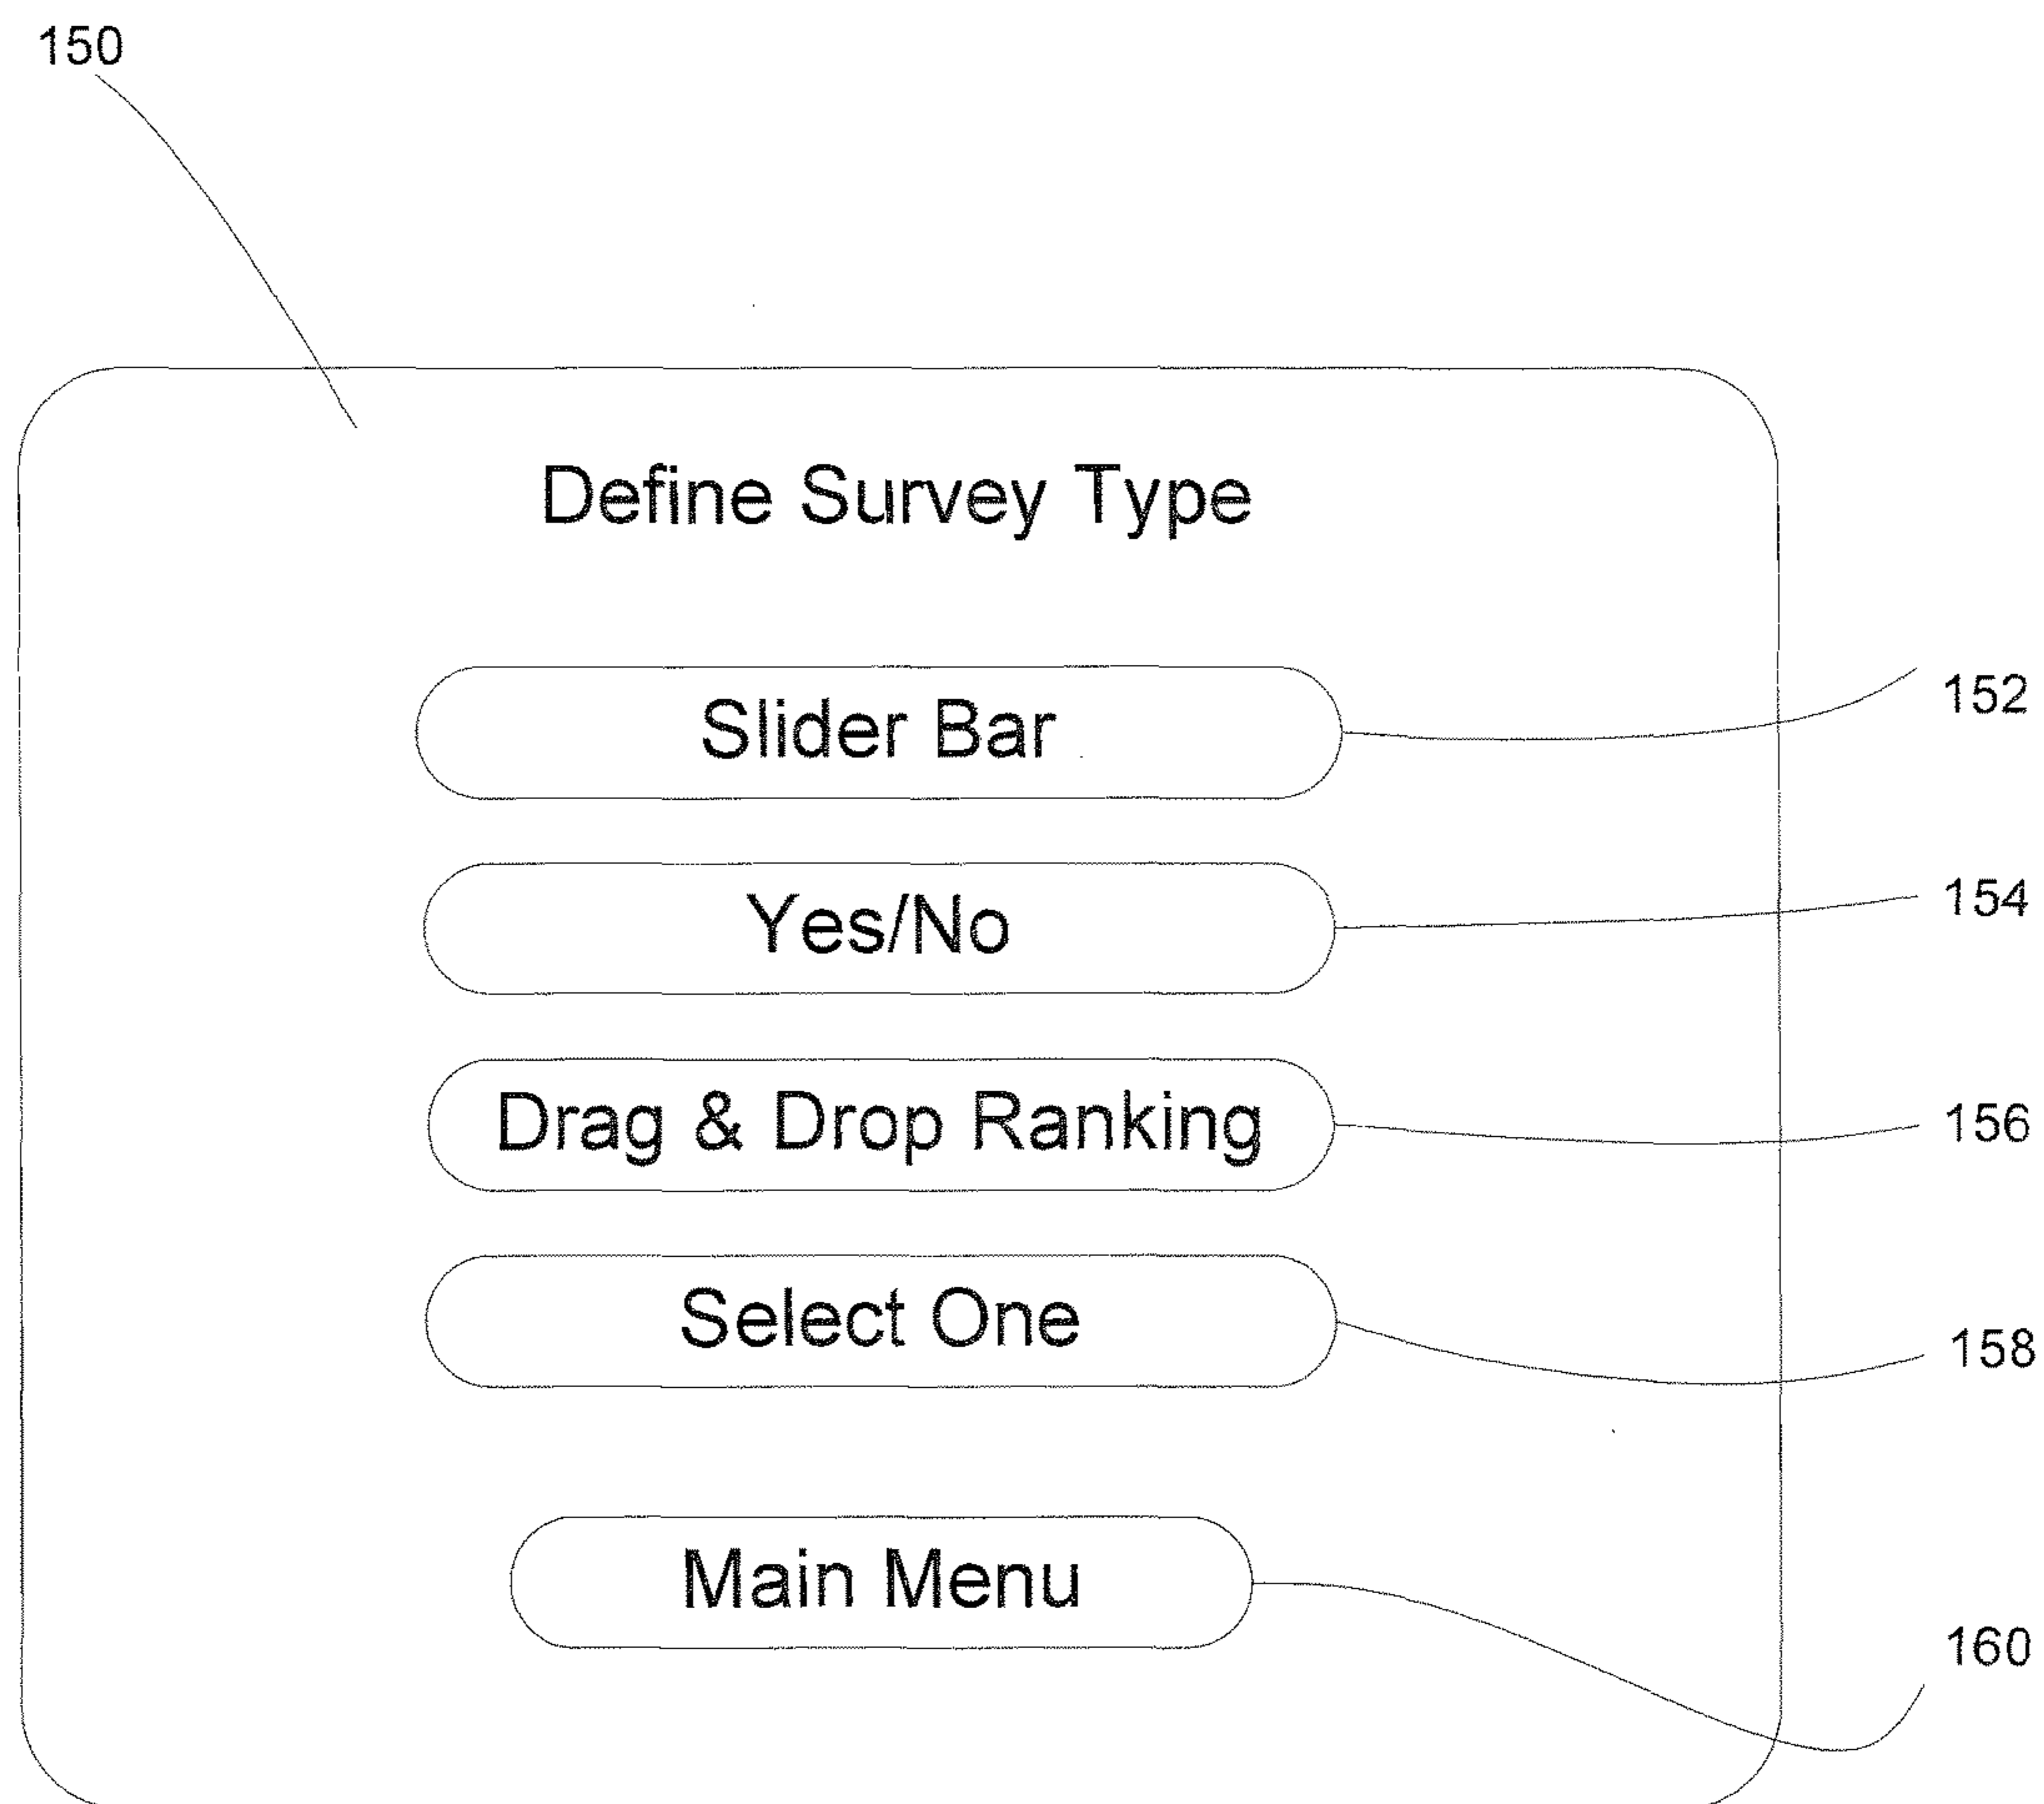 150
Define Survey Type
Slider Bar
152
Yes/No
154
Drag & Drop Ranking
156
Select One
158
Main Menu
160